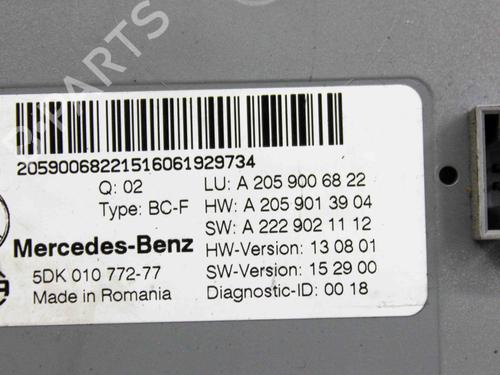 B-PARTS
20590068221516061929734
Q: 02
LU: A 205 900 68 22
Type: BC-F
HW: A 205 901 39 04
SW: A 222 902 11 12
Mercedes-Benz
HW-Version: 13 08 01
5DK 010 772-77
SW-Version: 15 29 00
Made in Romania
Diagnostic-ID: 00 18